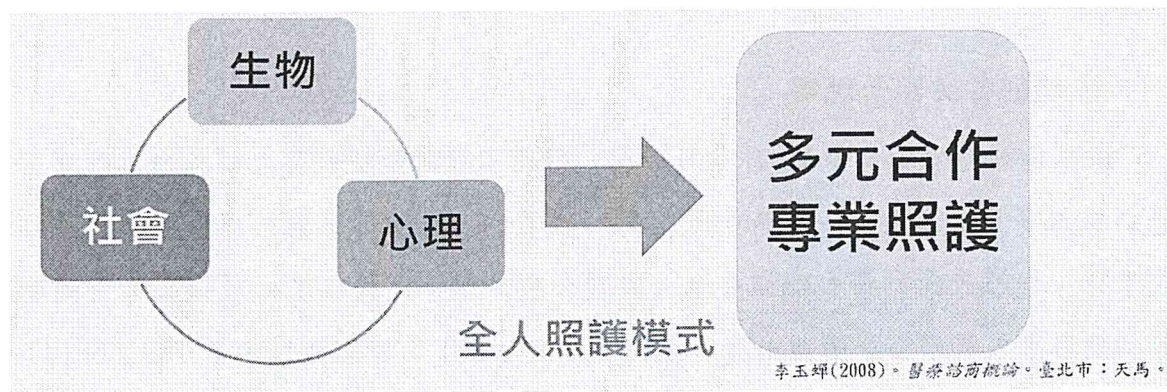 生物
社會
心理
全人照護模式
多元合作
專業照護
李玉嬋(2008)。醫療諮商概論。臺北市：天馬。